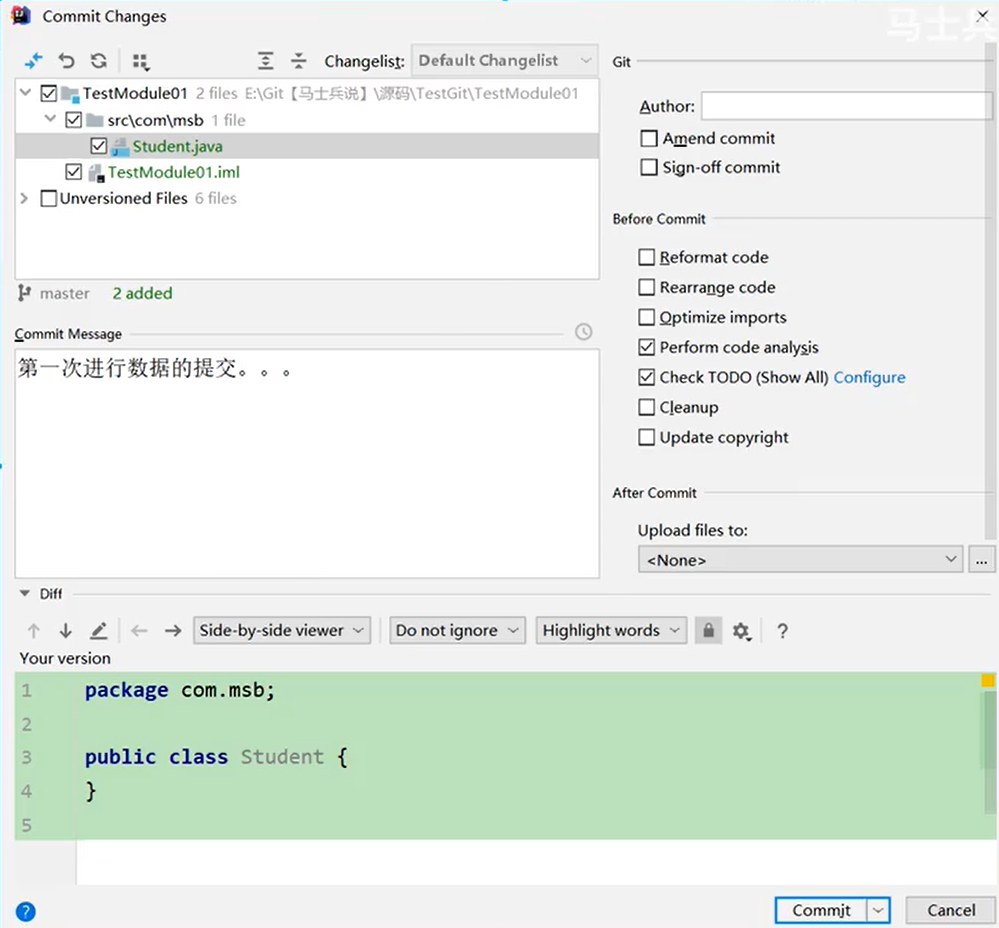 Commit Changes
马士兵
Changelist: Default Changelist
TestModule01 2 files E:\Git【马士兵说】\源码\TestGit\TestModule01
src\com\msb 1 file
Student.java
TestModule01.iml
Unversioned Files 6 files
master 2 added
Commit Message
第一次进行数据的提交。。。
Git
Author:
Amend commit
Sign-off commit
Before Commit
Reformat code
Rearrange code
Optimize imports
Perform code analysis
Check TODO (Show All) Configure
Cleanup
Update copyright
After Commit
Upload files to:
<None>
...
Diff
Side-by-side viewer Do not ignore Highlight words ?
Your version
1 package com.msb;
2
3 public class Student {
4 }
5
? Commit Cancel